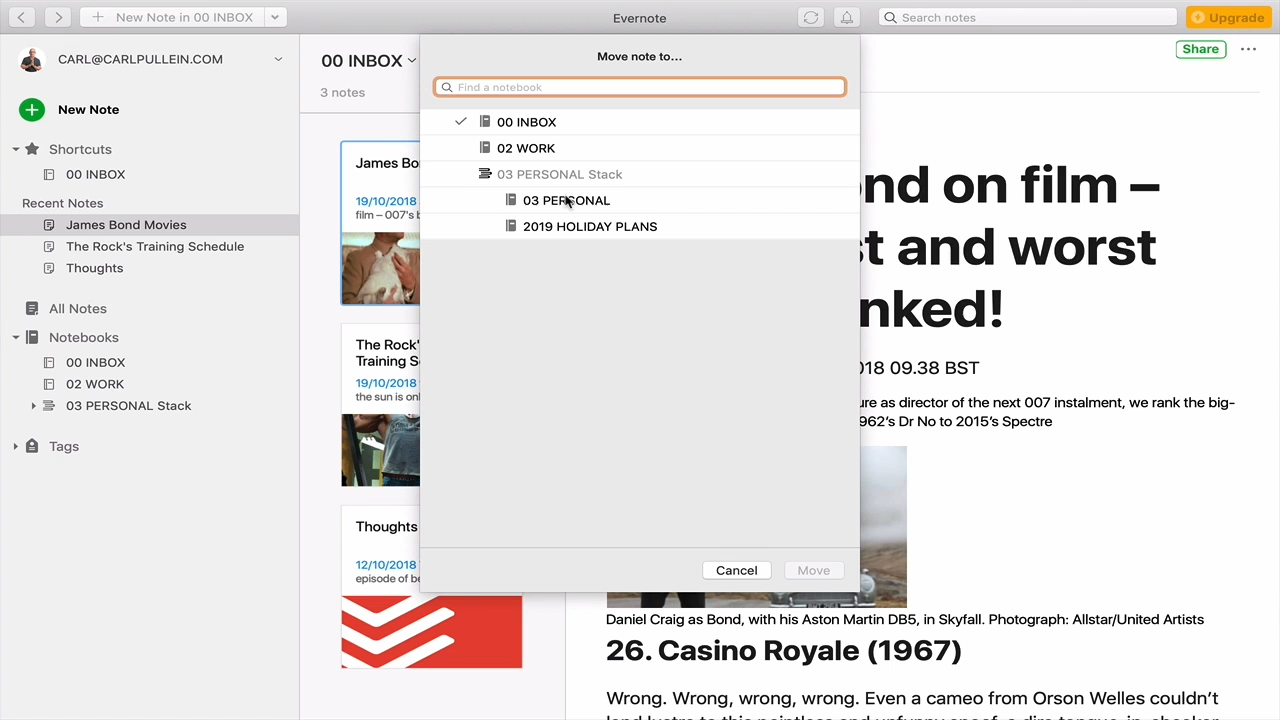 New Note in 00 INBOX
Evernote
Search notes
Upgrade
CARL@CARLPULLEIN.COM
New Note
Shortcuts
00 INBOX
Recent Notes
James Bond Movies
The Rock's Training Schedule
Thoughts
All Notes
Notebooks
00 INBOX
02 WORK
03 PERSONAL Stack
Tags
00 INBOX
3 notes
James Bo
19/10/2018
film – 007's b
The Rock'
Training S
19/10/2018
the sun is onl
Thoughts
12/10/2018
episode of be
Move note to...
Find a notebook
00 INBOX
02 WORK
03 PERSONAL Stack
03 PERSONAL
2019 HOLIDAY PLANS
Cancel
Move
Share
nd on film –
st and worst
nked!
018 09.38 BST
ure as director of the next 007 instalment, we rank the big-
962's Dr No to 2015's Spectre
Daniel Craig as Bond, with his Aston Martin DB5, in Skyfall. Photograph: Allstar/United Artists
26. Casino Royale (1967)
Wrong. Wrong, wrong, wrong. Even a cameo from Orson Welles couldn't